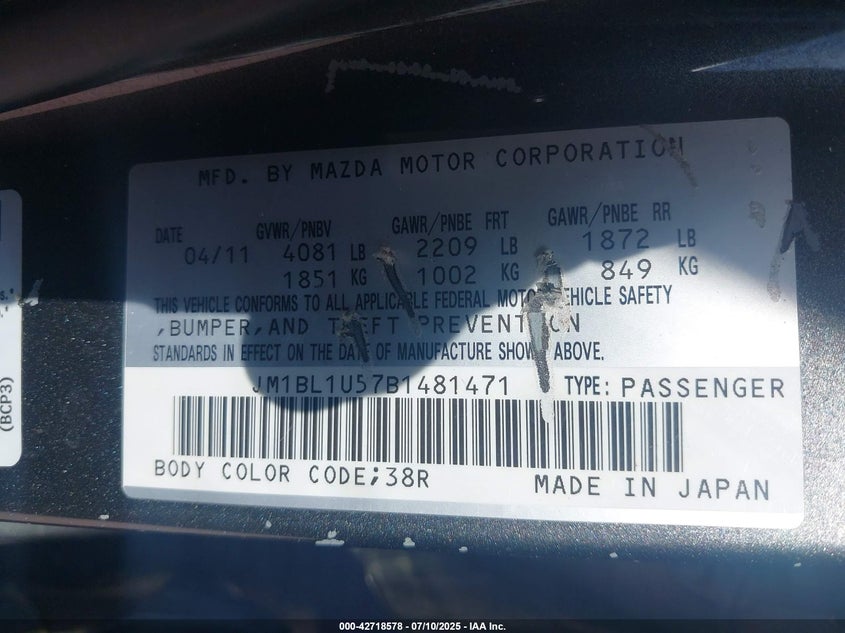 MFD. BY MAZDA MOTOR CORPORATION
DATE GVWR/PNBV GAWR/PNBE FRT GAWR/PNBE RR
04/11 4081 LB 2209 LB 1872 LB
1851 KG 1002 KG 849 KG
THIS VEHICLE CONFORMS TO ALL APPLICABLE FEDERAL MOTOR VEHICLE SAFETY
,BUMPER,AND THEFT PREVENTION
STANDARDS IN EFFECT ON THE DATE OF MANUFACTURE SHOWN ABOVE.
JM1BL1U57B1481471 TYPE: PASSENGER
BODY COLOR CODE;38R MADE IN JAPAN
(BCP3)
000-42718578 - 07/10/2025 - IAA Inc.